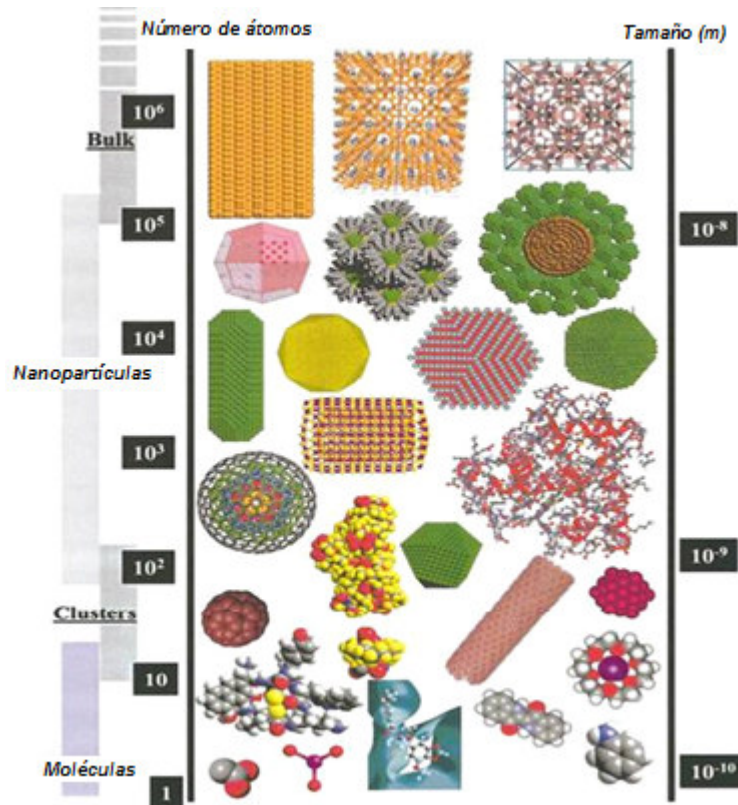 Número de átomos
Tamaño (m)
10⁶
Bulk
10⁵
10⁻⁸
10⁴
Nanopartículas
10³
10²
10⁻⁹
Clusters
10
Moléculas
1
10⁻¹⁰